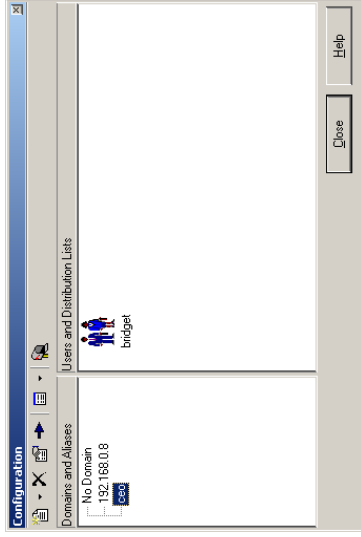 Configuration
Domains and Aliases
No Domain
192.168.0.8
ceo
Users and Distribution Lists
bridget
Close
Help